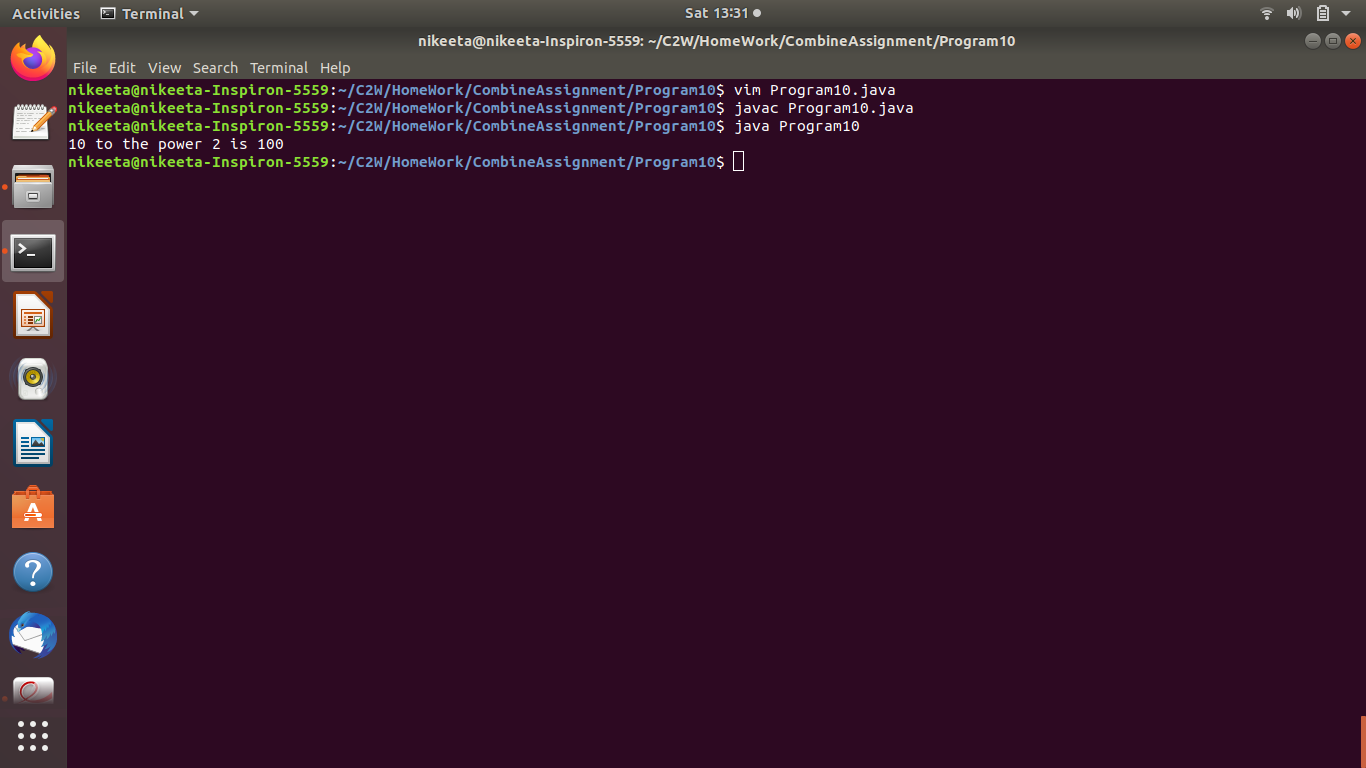 Activities Terminal Sat 13:31
nikeeta@nikeeta-Inspiron-5559: ~/C2W/HomeWork/CombineAssignment/Program10
File Edit View Search Terminal Help
nikeeta@nikeeta-Inspiron-5559:~/C2W/HomeWork/CombineAssignment/Program10$ vim Program10.java
nikeeta@nikeeta-Inspiron-5559:~/C2W/HomeWork/CombineAssignment/Program10$ javac Program10.java
nikeeta@nikeeta-Inspiron-5559:~/C2W/HomeWork/CombineAssignment/Program10$ java Program10
10 to the power 2 is 100
nikeeta@nikeeta-Inspiron-5559:~/C2W/HomeWork/CombineAssignment/Program10$